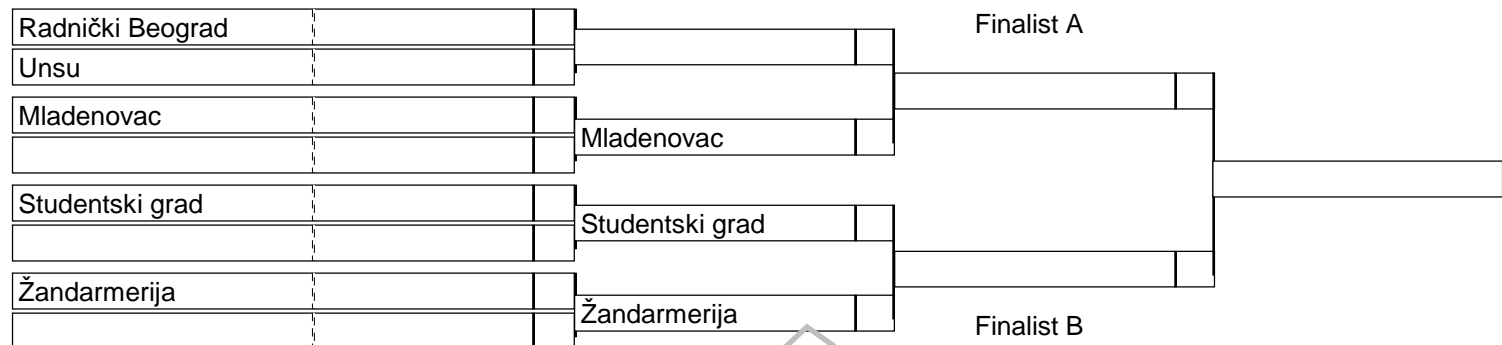 Radnički Beograd
Unsu
Mladenovac
Studentski grad
Žandarmerija
Mladenovac
Studentski grad
Žandarmerija
Finalist A
Finalist B